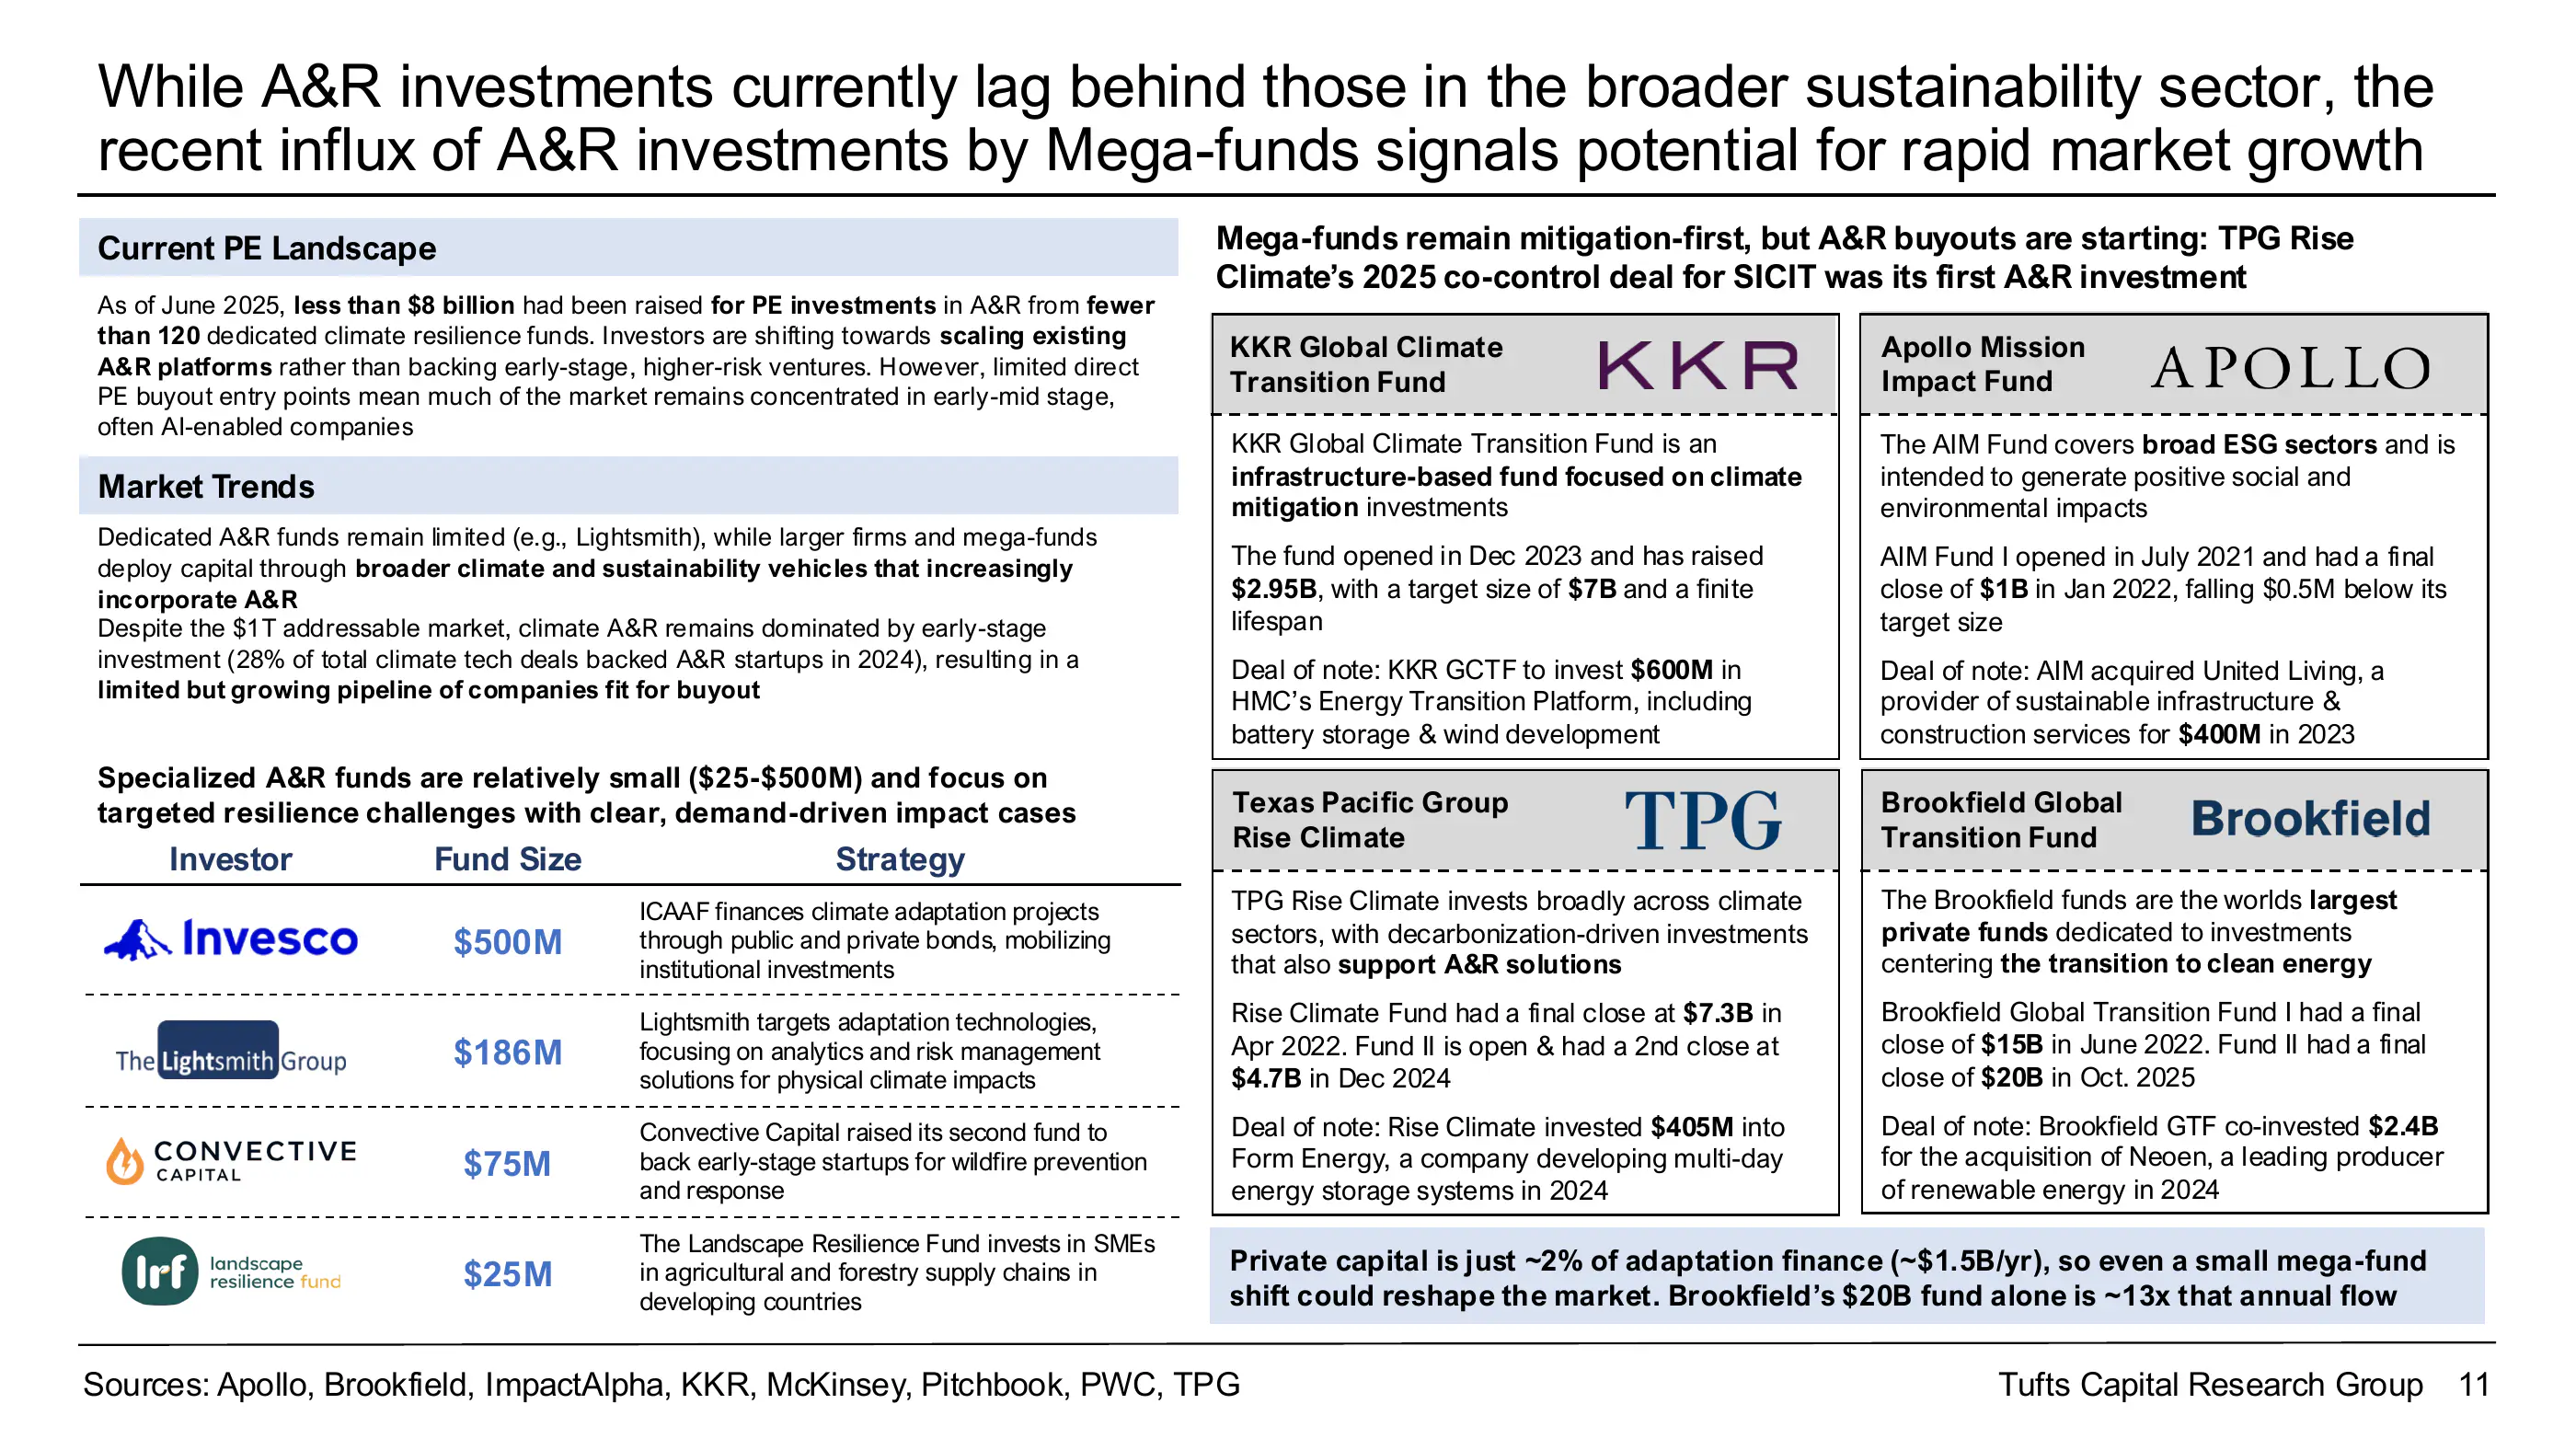 While A&R investments currently lag behind those in the broader sustainability sector, the
recent influx of A&R investments by Mega-funds signals potential for rapid market growth
Current PE Landscape
As of June 2025, less than $8 billion had been raised for PE investments in A&R from fewer
than 120 dedicated climate resilience funds. Investors are shifting towards scaling existing
A&R platforms rather than backing early-stage, higher-risk ventures. However, limited direct
PE buyout entry points mean much of the market remains concentrated in early-mid stage,
often AI-enabled companies
Market Trends
Dedicated A&R funds remain limited (e.g., Lightsmith), while larger firms and mega-funds
deploy capital through broader climate and sustainability vehicles that increasingly
incorporate A&R
Despite the $1T addressable market, climate A&R remains dominated by early-stage
investment (28% of total climate tech deals backed A&R startups in 2024), resulting in a
limited but growing pipeline of companies fit for buyout
Specialized A&R funds are relatively small ($25-$500M) and focus on
targeted resilience challenges with clear, demand-driven impact cases
Investor Fund Size Strategy
Invesco
$500M
ICAAF finances climate adaptation projects
through public and private bonds, mobilizing
institutional investments
The Lightsmith Group
$186M
Lightsmith targets adaptation technologies,
focusing on analytics and risk management
solutions for physical climate impacts
CONVECTIVE
CAPITAL
$75M
Convective Capital raised its second fund to
back early-stage startups for wildfire prevention
and response
lrf landscape
resilience fund
$25M
The Landscape Resilience Fund invests in SMEs
in agricultural and forestry supply chains in
developing countries
Mega-funds remain mitigation-first, but A&R buyouts are starting: TPG Rise
Climate’s 2025 co-control deal for SICIT was its first A&R investment
KKR Global Climate
Transition Fund
KKR
KKR Global Climate Transition Fund is an
infrastructure-based fund focused on climate
mitigation investments
The fund opened in Dec 2023 and has raised
$2.95B, with a target size of $7B and a finite
lifespan
Deal of note: KKR GCTF to invest $600M in
HMC’s Energy Transition Platform, including
battery storage & wind development
Apollo Mission
Impact Fund
APOLLO
The AIM Fund covers broad ESG sectors and is
intended to generate positive social and
environmental impacts
AIM Fund I opened in July 2021 and had a final
close of $1B in Jan 2022, falling $0.5M below its
target size
Deal of note: AIM acquired United Living, a
provider of sustainable infrastructure &
construction services for $400M in 2023
Texas Pacific Group
Rise Climate
TPG
TPG Rise Climate invests broadly across climate
sectors, with decarbonization-driven investments
that also support A&R solutions
Rise Climate Fund had a final close at $7.3B in
Apr 2022. Fund II is open & had a 2nd close at
$4.7B in Dec 2024
Deal of note: Rise Climate invested $405M into
Form Energy, a company developing multi-day
energy storage systems in 2024
Brookfield Global
Transition Fund
Brookfield
The Brookfield funds are the worlds largest
private funds dedicated to investments
centering the transition to clean energy
Brookfield Global Transition Fund I had a final
close of $15B in June 2022. Fund II had a final
close of $20B in Oct. 2025
Deal of note: Brookfield GTF co-invested $2.4B
for the acquisition of Neoen, a leading producer
of renewable energy in 2024
Private capital is just ~2% of adaptation finance (~$1.5B/yr), so even a small mega-fund
shift could reshape the market. Brookfield’s $20B fund alone is ~13x that annual flow
Sources: Apollo, Brookfield, ImpactAlpha, KKR, McKinsey, Pitchbook, PWC, TPG
Tufts Capital Research Group 11